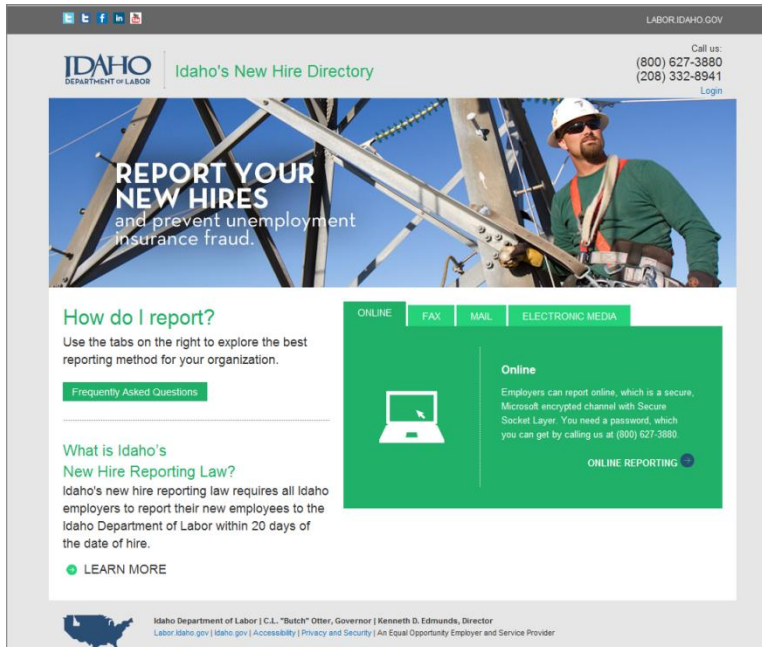 LABOR.IDAHO.GOV
IDAHO
DEPARTMENT OF LABOR
Idaho's New Hire Directory
Call us:
(800) 627-3880
(208) 332-8941
Login
REPORT YOUR
NEW HIRES
and prevent unemployment
insurance fraud.
How do I report?
Use the tabs on the right to explore the best
reporting method for your organization.
Frequently Asked Questions
What is Idaho's
New Hire Reporting Law?
Idaho's new hire reporting law requires all Idaho
employers to report their new employees to the
Idaho Department of Labor within 20 days of
the date of hire.
LEARN MORE
ONLINE FAX MAIL ELECTRONIC MEDIA
Online
Employers can report online, which is a secure,
Microsoft encrypted channel with Secure
Socket Layer. You need a password, which
you can get by calling us at (800) 627-3880.
ONLINE REPORTING
Idaho Department of Labor | C.L. "Butch" Otter, Governor | Kenneth D. Edmunds, Director
Labor.Idaho.gov | Idaho.gov | Accessibility | Privacy and Security | An Equal Opportunity Employer and Service Provider